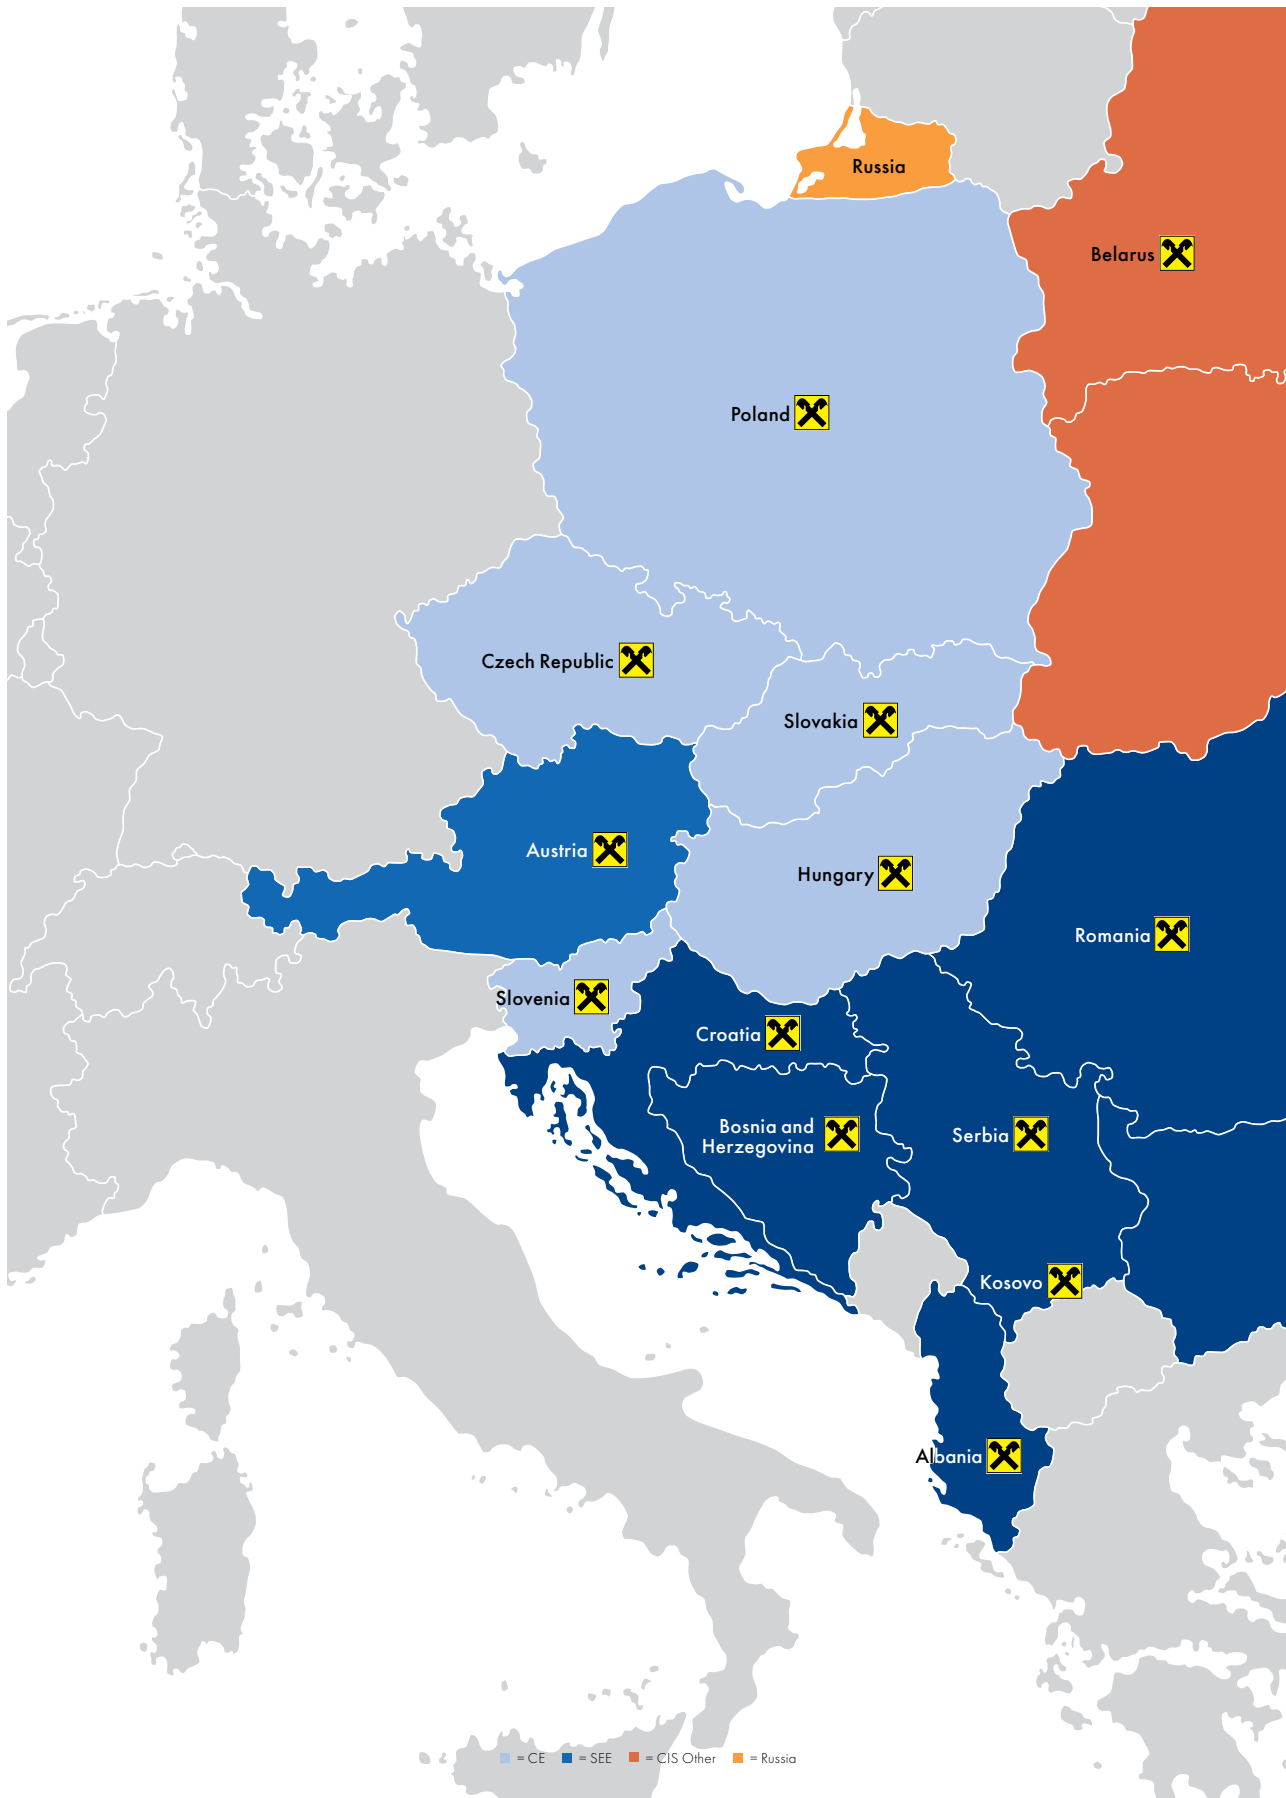 Russia
Belarus
Poland
Czech Republic
Slovakia
Austria
Hungary
Romania
Slovenia
Croatia
Bosnia and
Herzegovina
Serbia
Kosovo
Albania
= CE = SEE = CIS Other = Russia